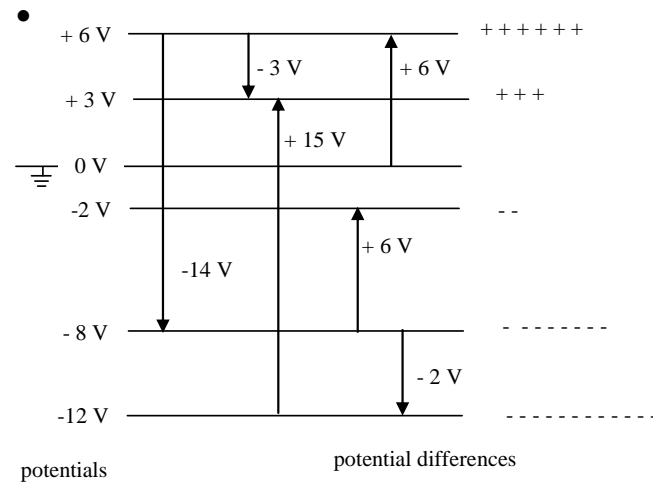 •
+ 6 V + + + + + +
- 3 V + 6 V
+ 3 V + + +
+ 15 V
0 V
-2 V - -
+ 6 V
-14 V
- 8 V - - - - - - - -
- 2 V
-12 V - - - - - - - - - - - -
potentials potential differences